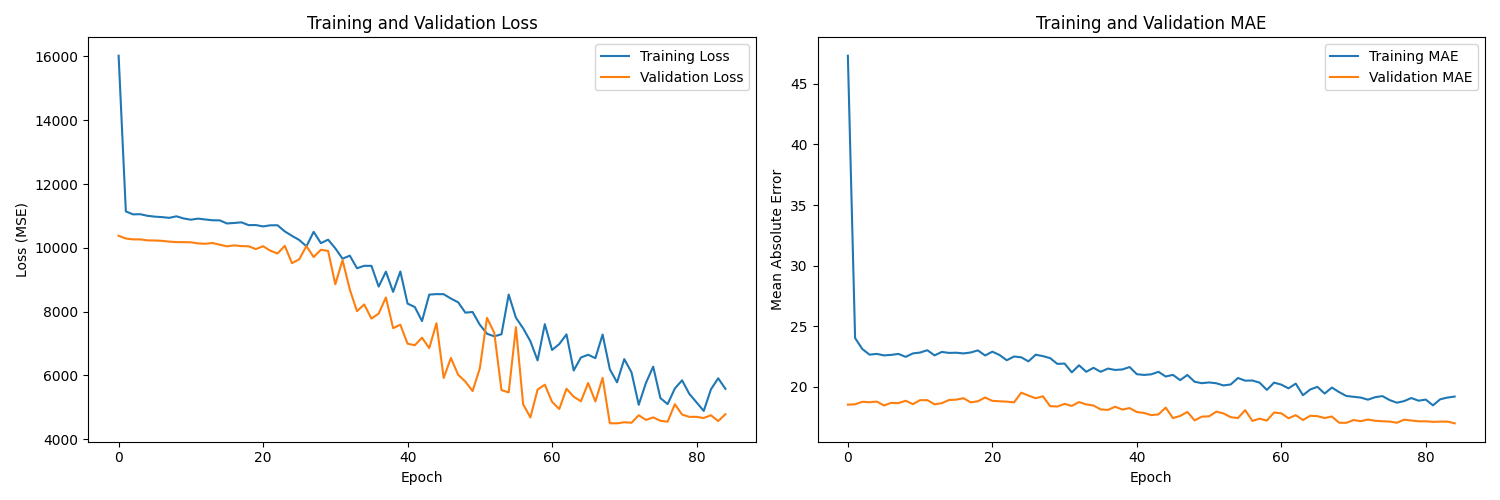 Training and Validation Loss
Training Loss
Validation Loss
16000
14000
12000
10000
8000
6000
4000
Loss (MSE)
0
20
40
60
80
Epoch
Training and Validation MAE
Training MAE
Validation MAE
45
40
35
30
25
20
Mean Absolute Error
0
20
40
60
80
Epoch